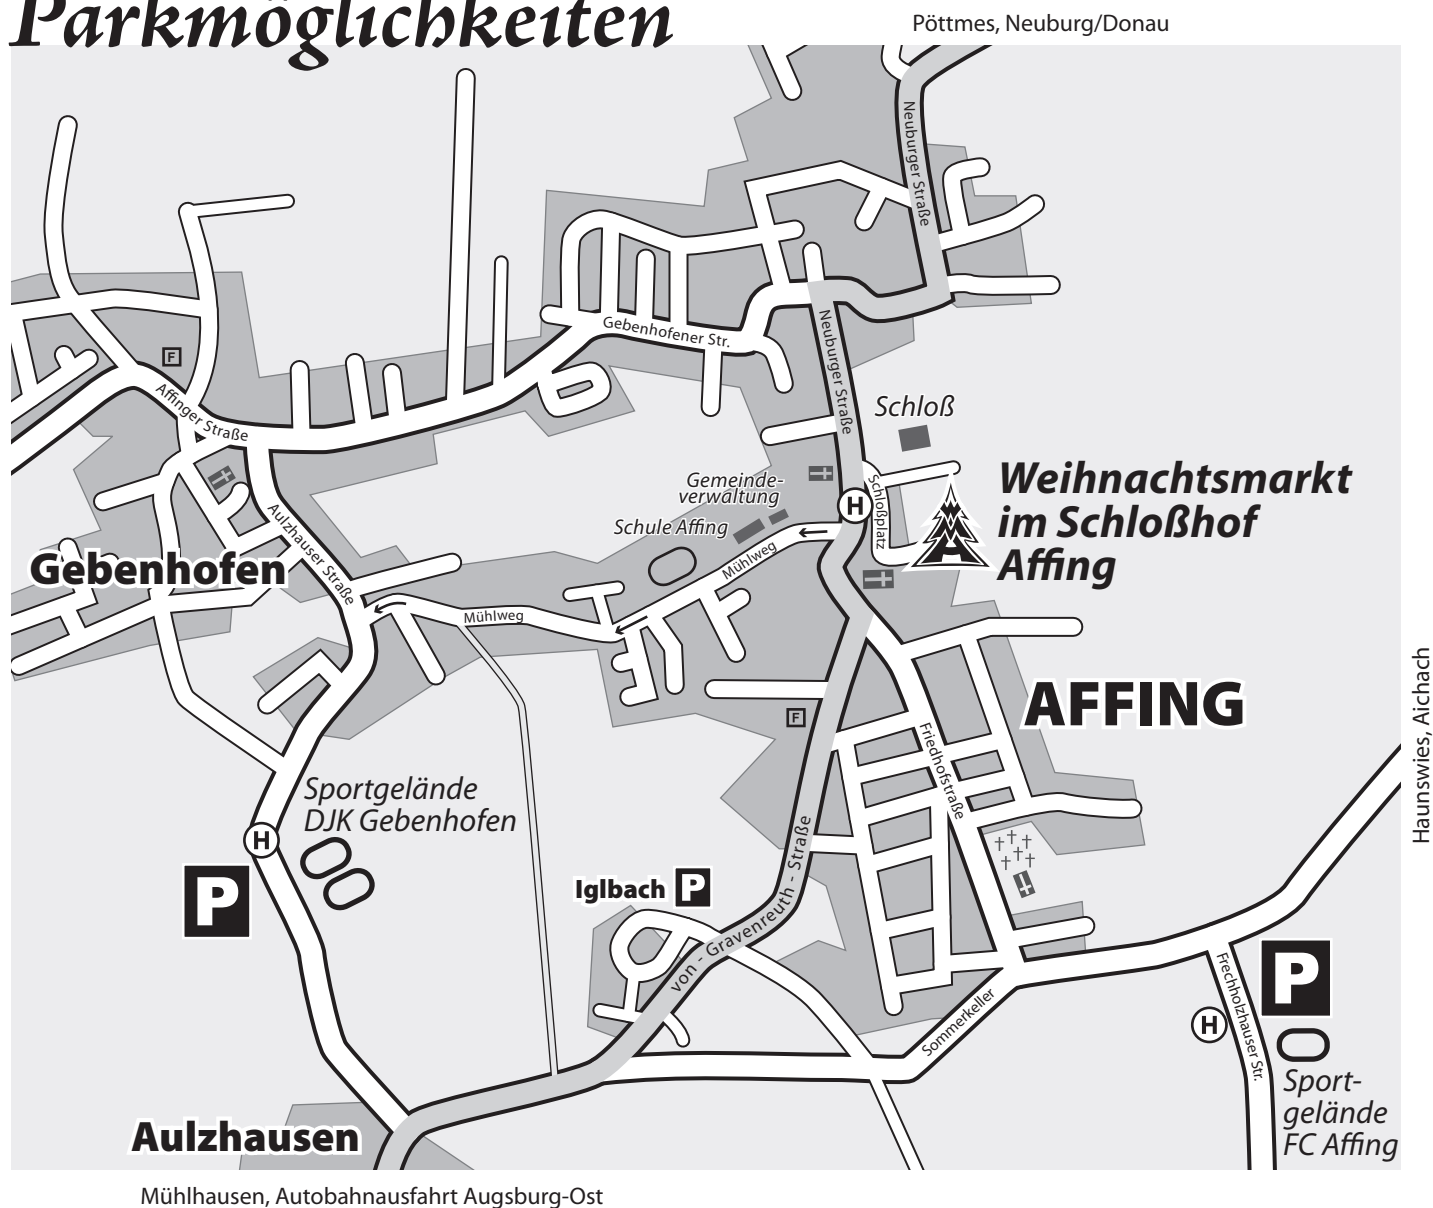 Parkmöglichkeiten
Pöttmes, Neuburg/Donau
Neuburger Straße
Gebenhofener Str.
Neuburger Straße
F
Affinger Straße
Schloß
Weihnachtsmarkt
im Schloßhof
Affing
Gemeinde-
verwaltung
Schule Affing
H
Schloßplatz
Mühlweg
Aulzhauser Straße
Gebenhofen
Mühlweg
AFFING
F
Friedhofstraße
Haunswies, Aichach
Sportgelände
DJK Gebenhofen
H
P
Iglbach P
von - Gravenreuth - Straße
Sommerkeller
Frechholzhauser Str.
P
H
Sport-
gelände
FC Affing
Aulzhausen
Mühlhausen, Autobahnausfahrt Augsburg-Ost